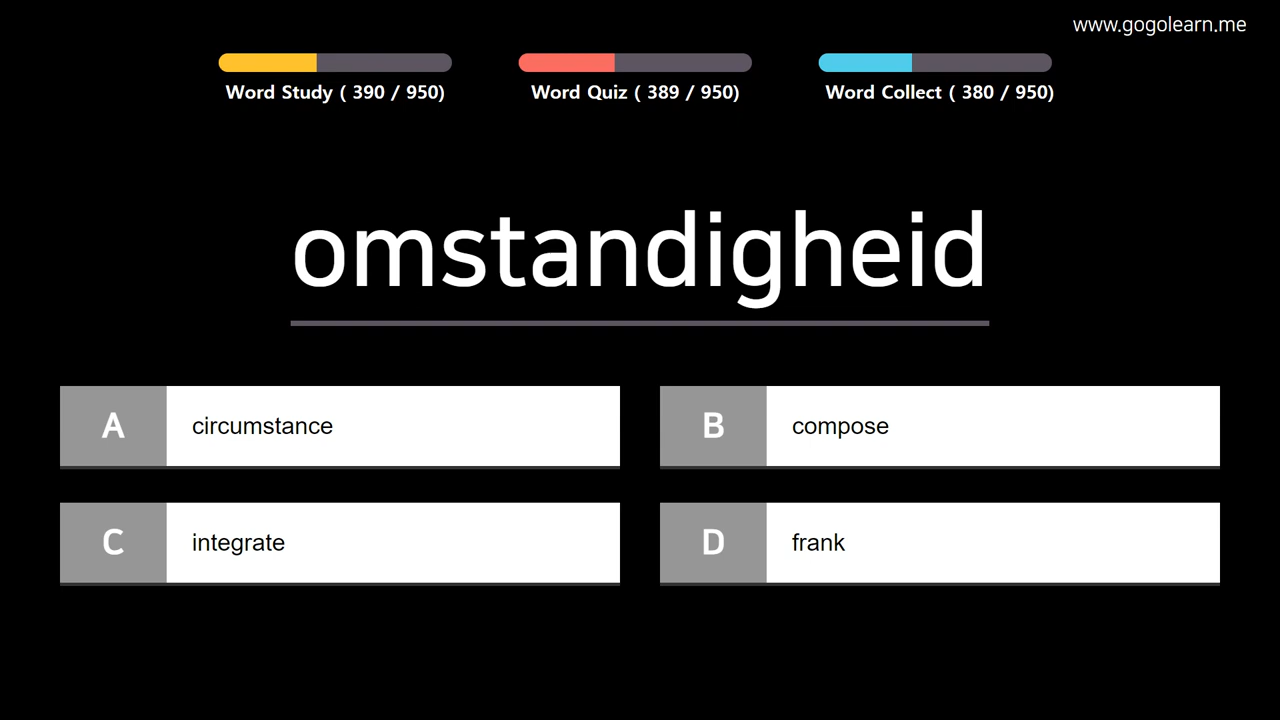 www.gogolearn.me
Word Study ( 390 / 950)
Word Quiz ( 389 / 950)
Word Collect ( 380 / 950)
omstandigheid
A circumstance
B compose
C integrate
D frank